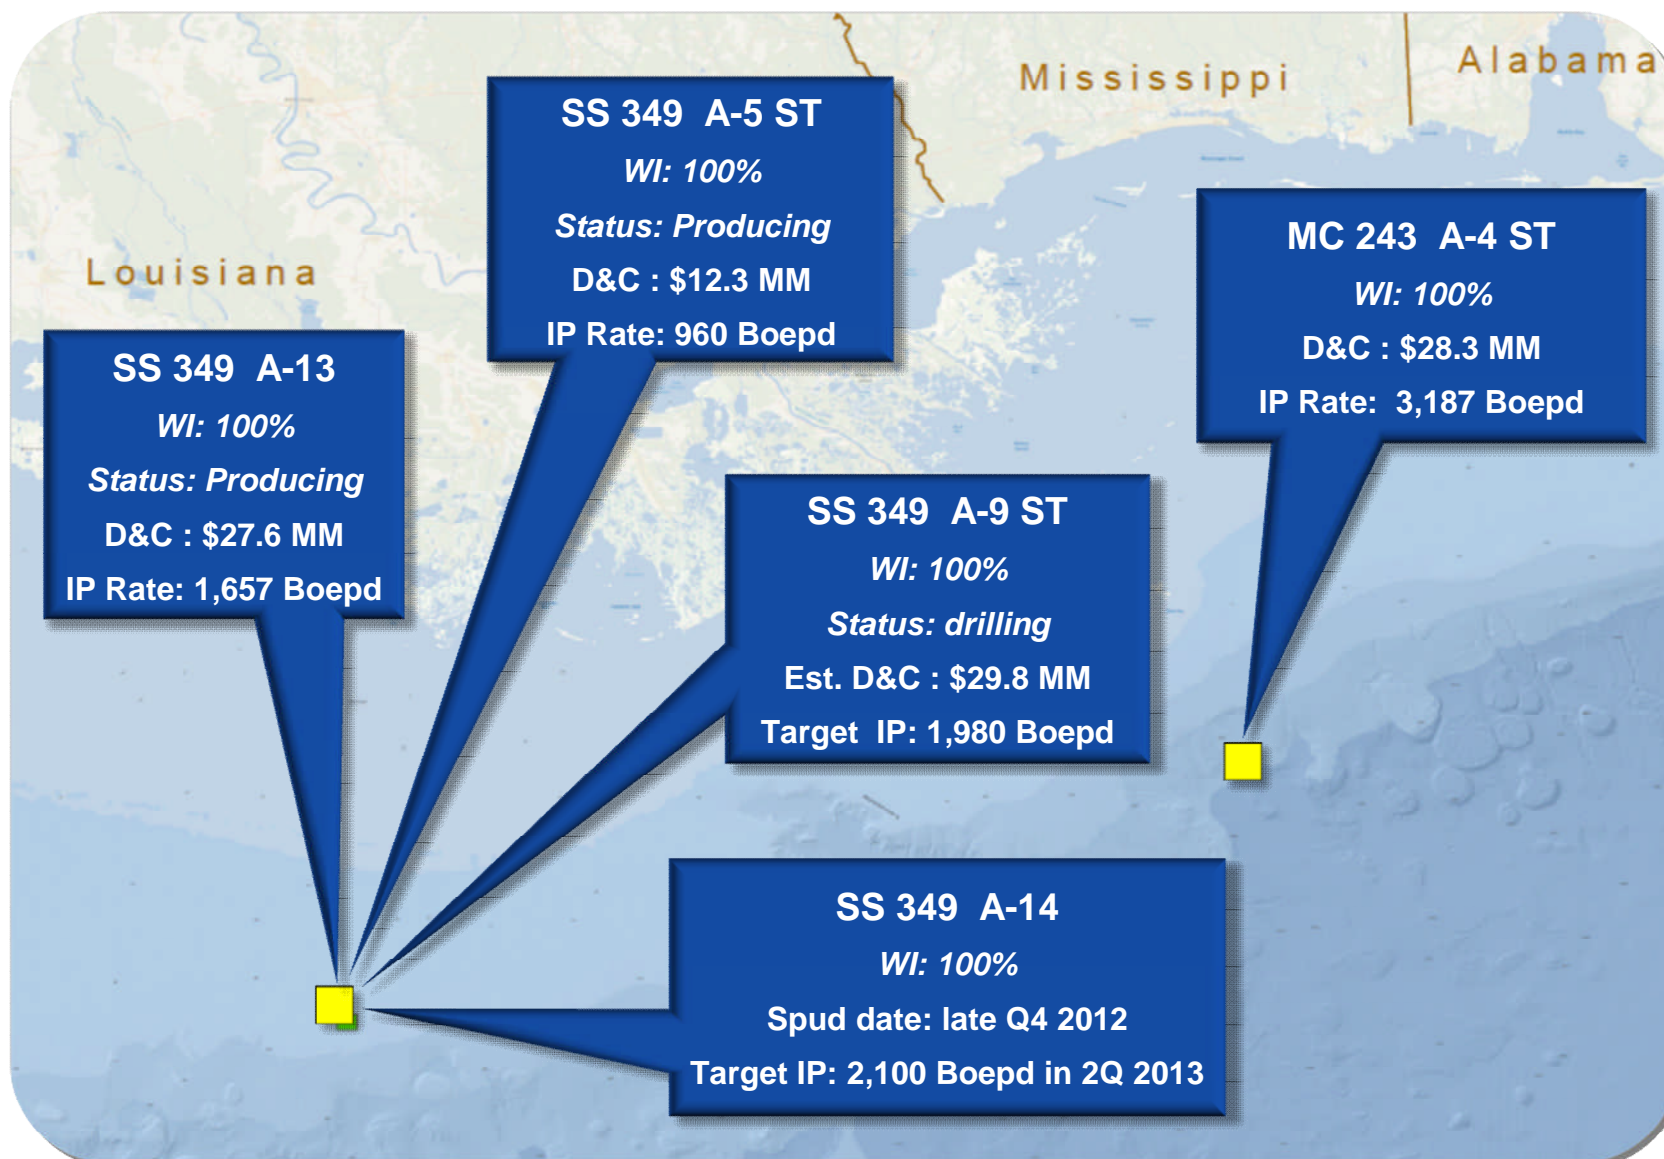 Mississippi
Alabama
Louisiana
SS 349 A-5 ST
WI: 100%
Status: Producing
D&C : $12.3 MM
IP Rate: 960 Boepd
MC 243 A-4 ST
WI: 100%
D&C : $28.3 MM
IP Rate: 3,187 Boepd
SS 349 A-13
WI: 100%
Status: Producing
D&C : $27.6 MM
IP Rate: 1,657 Boepd
SS 349 A-9 ST
WI: 100%
Status: drilling
Est. D&C : $29.8 MM
Target IP: 1,980 Boepd
SS 349 A-14
WI: 100%
Spud date: late Q4 2012
Target IP: 2,100 Boepd in 2Q 2013